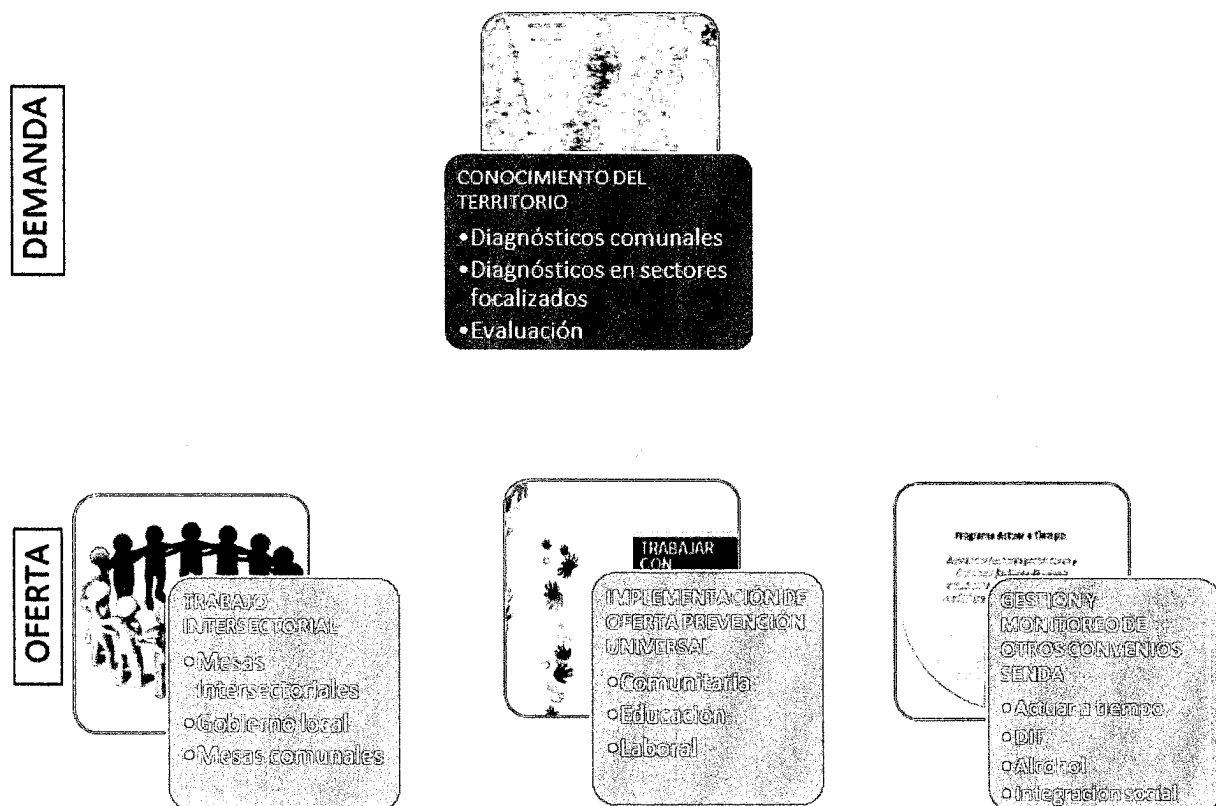 DEMANDA
CONOCIMIENTO DEL
TERRITORIO
•Diagnósticos comunales
•Diagnósticos en sectores
focalizados
•Evaluación
OFERTA
TRABAJO
INTERSECTORIAL
•Mesas
Intersectoriales
•Gobierno local
•Mesas comunales
TRABAJAR
CON
IMPLEMENTACIÓN DE
OFERTA PREVENCIÓN
UNIVERSAL
•Comunitaria
•Educación
•Laboral
Programa Actuar a Tiempo
GESTION Y
MONITOREO DE
OTROS CONVENIOS
SENDA
•Actuar a tiempo
•DIT
•Alcohol
•Integración social